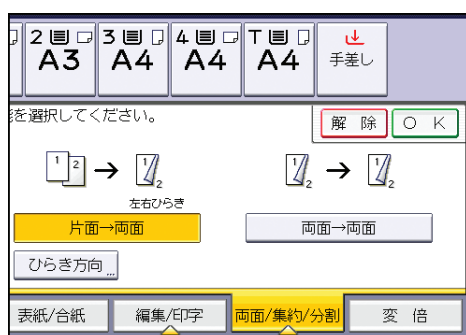 2 3 4 T
A3 A4 A4 A4 手差し
を選択してください。
解 除 O K
1 2 → 1 2 1 2 → 1 2
左右ひらき
片面→両面 両面→両面
ひらき方向...
表紙/合紙 編集/印字 両面/集約/分割 変 倍